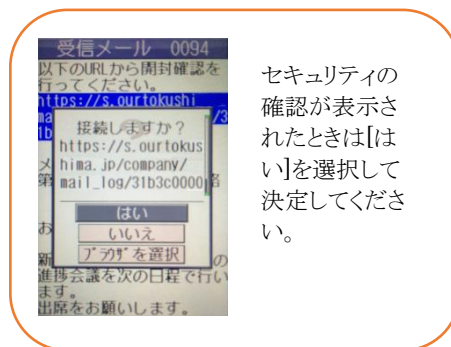 受信メール 0094
以下のURLから開封確認を
行ってください。
https://s.ourtokushi
接続しますか？
https://s.ourtokus
hima.jp/company/
mail_log/31b3c0000
はい
いいえ
ﾌﾞﾗｳｻﾞを選択
進捗会議を次の日程で行い
ます。
出席をお願いします。
セキュリティの
確認が表示さ
れたときは[は
い]を選択して
決定してくださ
い。